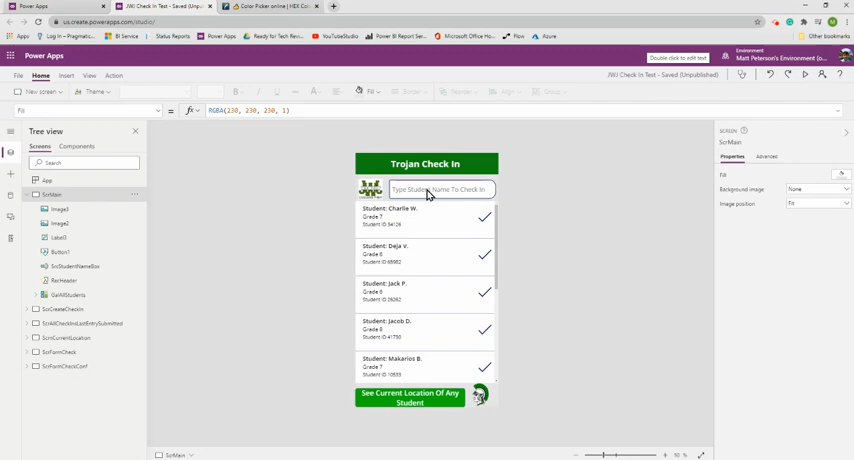 Power Apps
JWJ Check In Test - Saved (Unpu
Color Picker online | HEX Colo
us.create.powerapps.com/studio/
Apps
Log In – Pragmatic...
BI Service
Status Reports
Power Apps
Ready for Tech Rew...
YouTubeStudio
Power BI Report Ser...
Microsoft Office Ho...
Flow
Azure
Other bookmarks
Power Apps
Double click to edit text
Environment
Matt Peterson's Environment (o...
File Home Insert View Action
JWJ Check In Test - Saved (Unpublished)
New screen
Theme
Fill
Border
Reorder
Align
Group
Fill
= fx RGBA(230, 230, 230, 1)
Tree view
Screens Components
Search
App
ScrMain
Image3
Image2
Label3
Button1
SrcStudentNameBox
RecHeader
GalAllStudents
ScrCreateCheckIn
ScrAllCheckInsLastEntrySubmitted
ScrnCurrentLocation
ScrFormCheck
ScrFormCheckConf
Trojan Check In
Type Student Name To Check In
Student: Charlie W.
Grade 7
Student ID 54126
Student: Deja V.
Grade 6
Student ID 65982
Student: Jack P.
Grade 6
Student ID 26262
Student: Jacob D.
Grade 8
Student ID 41730
Student: Makarios B.
Grade 7
Student ID 10533
See Current Location Of Any
Student
SCREEN
ScrMain
Properties Advanced
Fill
Background image None
Image position Fit
ScrMain
50 %